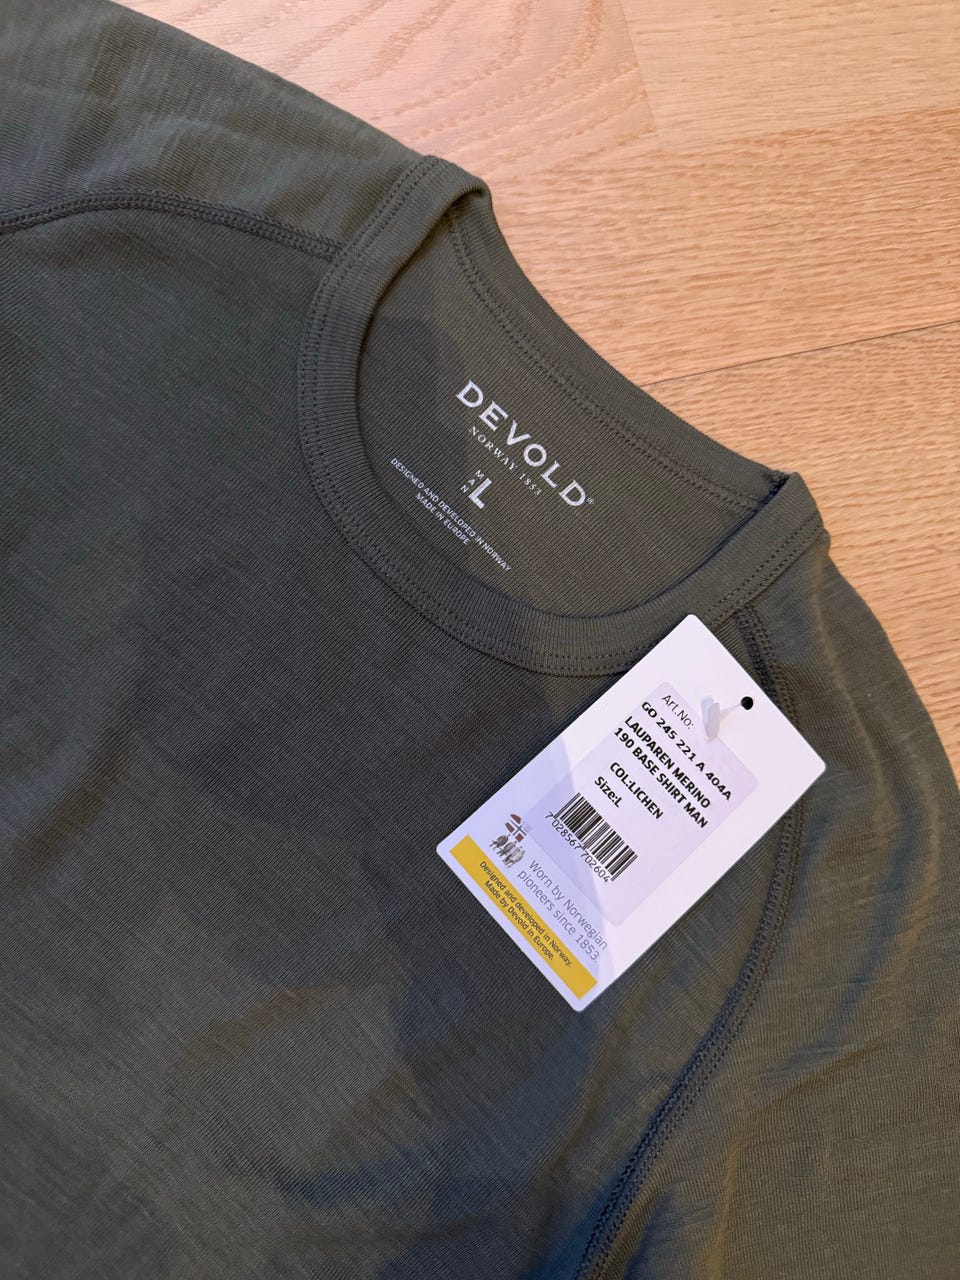 DEVOLD®
NORWAY 1853
MAN
L
DESIGNED AND DEVELOPED IN NORWAY
MADE IN EUROPE
Art.No:
GO 245 221 A 404A
LAUPAREN MERINO
190 BASE SHIRT MAN
COL:LICHEN
Size:L
7028567702604
Worn by Norwegian
pioneers since 1853.
Designed and developed in Norway.
Made by Devold in Europe.